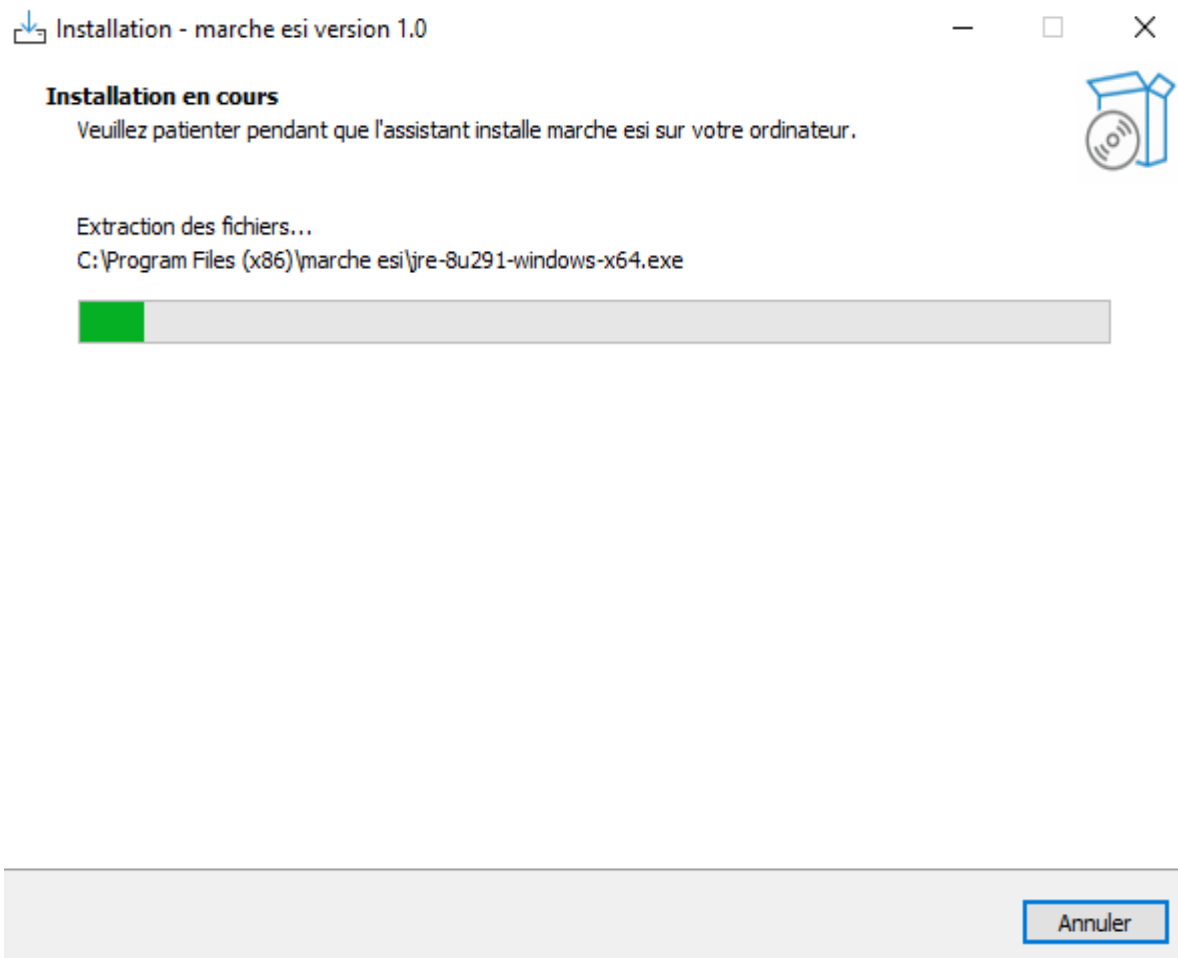 Installation - marche esi version 1.0
Installation en cours
Veuillez patienter pendant que l'assistant installe marche esi sur votre ordinateur.
Extraction des fichiers...
C:\Program Files (x86)\marche esi\jre-8u291-windows-x64.exe
Annuler